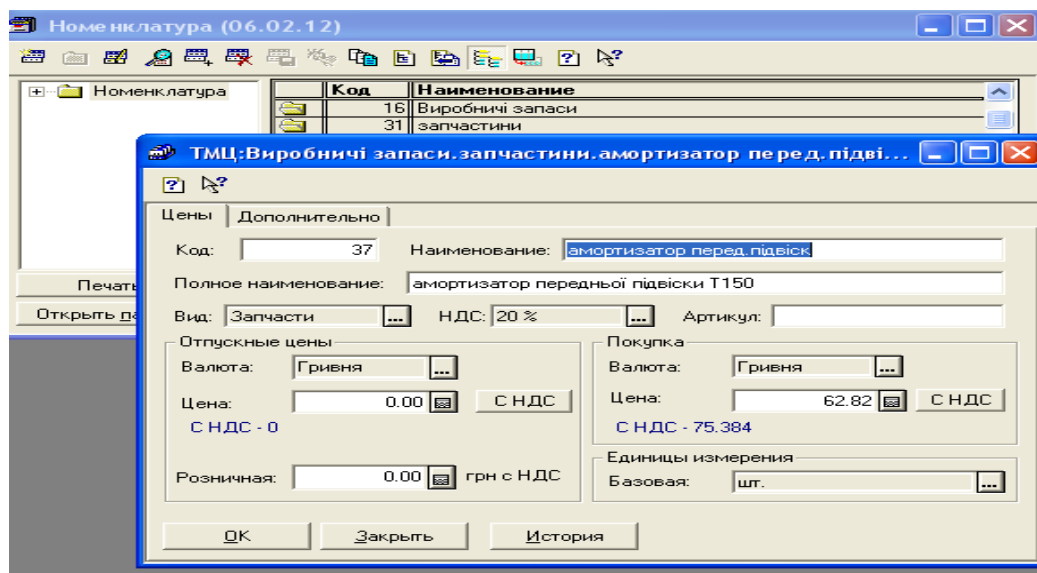 Номенклатура (06.02.12)
Номенклатура
Код Наименование
16 Виробничі запаси
31 запчастини
ТМЦ:Виробничі запаси.запчастини.амортизатор перед.підві...
Цены Дополнительно
Код: 37 Наименование: амортизатор перед.підвіск
Печать
Полное наименование: амортизатор передньої підвіски Т150
Открыть
Вид: Запчасти ... НДС: 20 % ... Артикул:
Отпускные цены Покупка
Валюта: Гривня ... Валюта: Гривня ...
Цена: 0.00 С НДС Цена: 62.82 С НДС
С НДС - 0 С НДС - 75.384
Единицы измерения
Розничная: 0.00 грн с НДС Базовая: шт. ...
OK Закрыть История